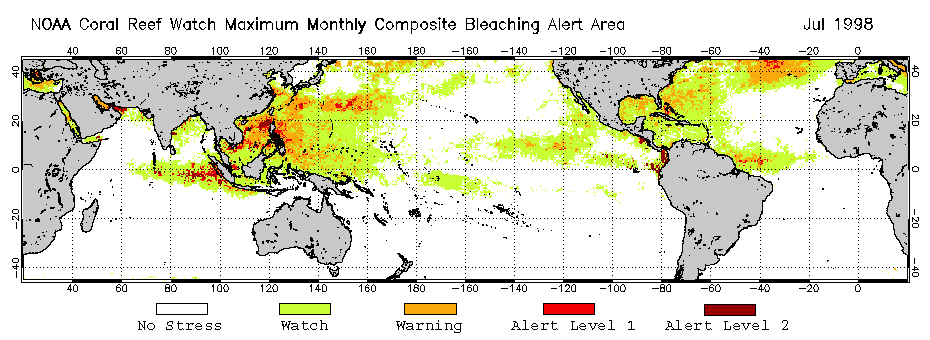 NOAA Coral Reef Watch Maximum Monthly Composite Bleaching Alert Area Jul 1998
40 60 80 100 120 140 160 180 -160 -140 -120 -100 -80 -60 -40 -20 0
40 40
20 20
0 0
-20 -20
-40 -40
40 60 80 100 120 140 160 180 -160 -140 -120 -100 -80 -60 -40 -20 0
No Stress Watch Warning Alert Level 1 Alert Level 2